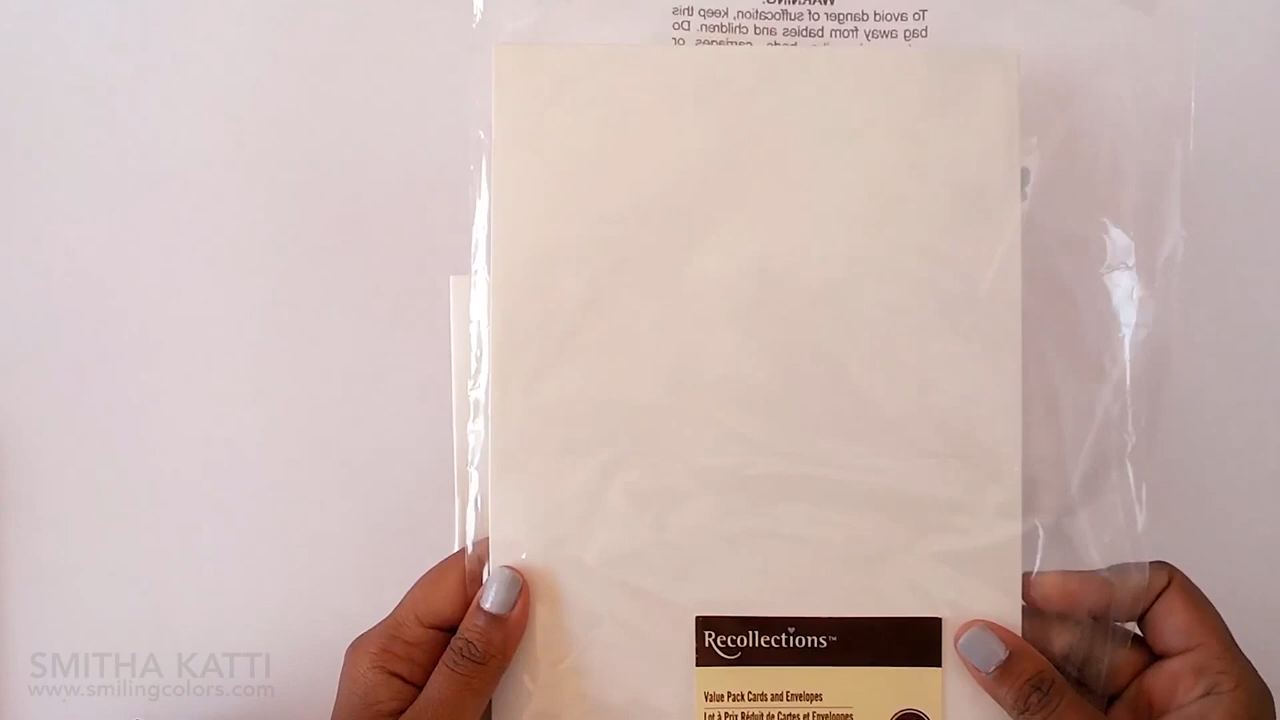 WARNING:
To avoid danger of suffocation, keep this
bag away from babies and children. Do
or
Recollections™
Value Pack Cards and Envelopes
Lot à Prix Réduit de Cartes et Enveloppes
SMITHA KATTI
www.smilingcolors.com